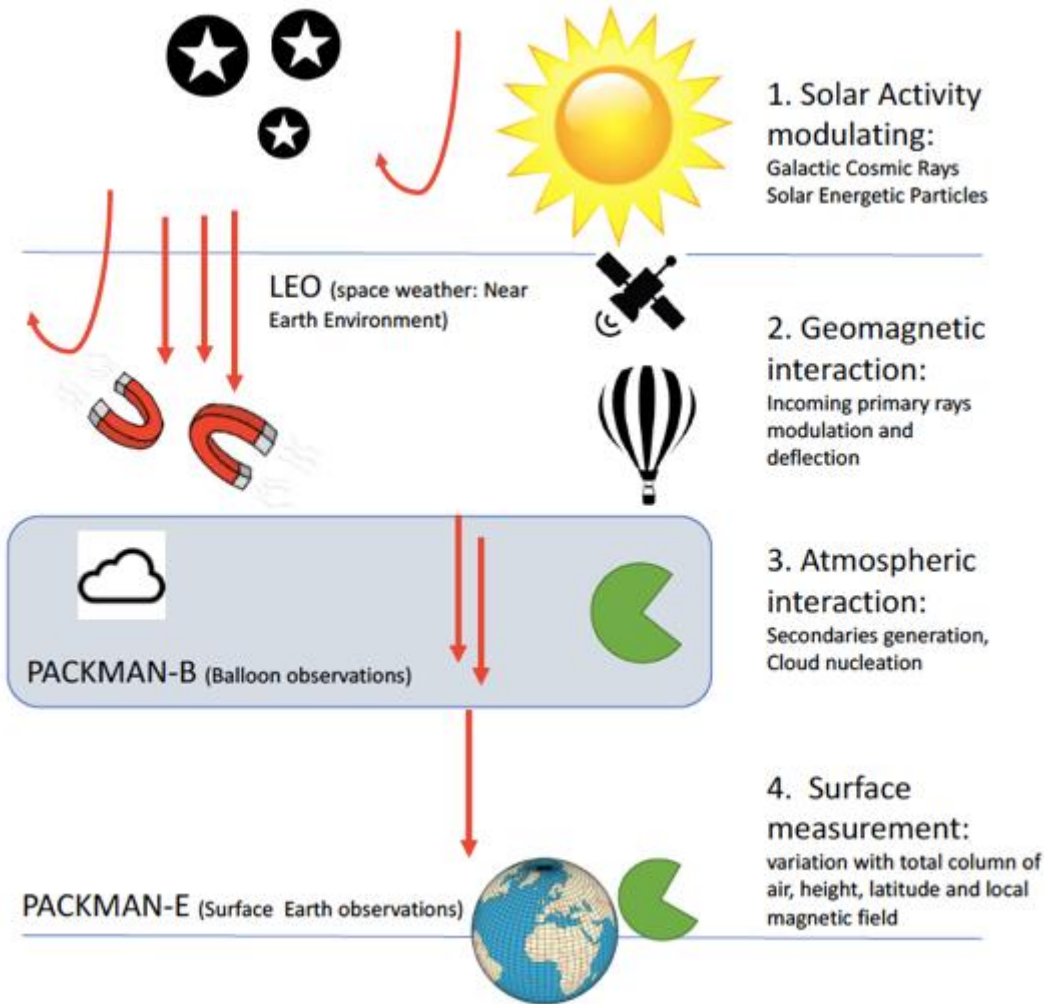 1. Solar Activity
modulating:
Galactic Cosmic Rays
Solar Energetic Particles
LEO (space weather: Near
Earth Environment)
2. Geomagnetic
interaction:
Incoming primary rays
modulation and
deflection
3. Atmospheric
interaction:
Secondaries generation,
Cloud nucleation
PACKMAN-B (Balloon observations)
4. Surface
measurement:
variation with total column of
air, height, latitude and local
magnetic field
PACKMAN-E (Surface Earth observations)